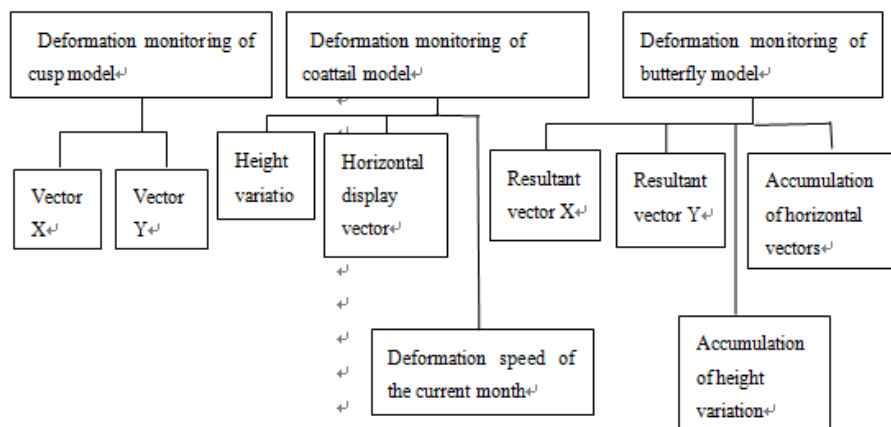 Deformation monitoring of
cusp model↵
Deformation monitoring of
coattail model↵
Deformation monitoring of
butterfly model↵
Vector
X↵
Vector
Y↵
Height
variatio
Horizontal
display
vector↵
Deformation speed of
the current month↵
Resultant
vector X↵
Resultant
vector Y↵
Accumulation
of horizontal
vectors↵
Accumulation
of height
variation↵